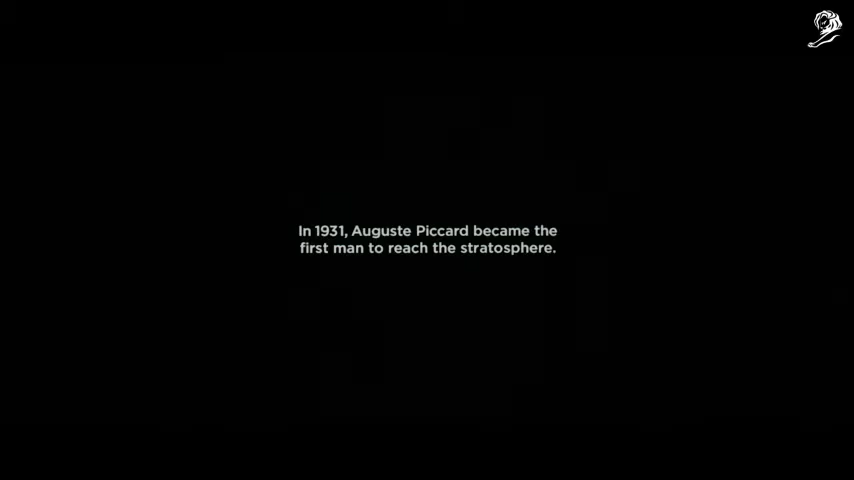 In 1931, Auguste Piccard became the
first man to reach the stratosphere.